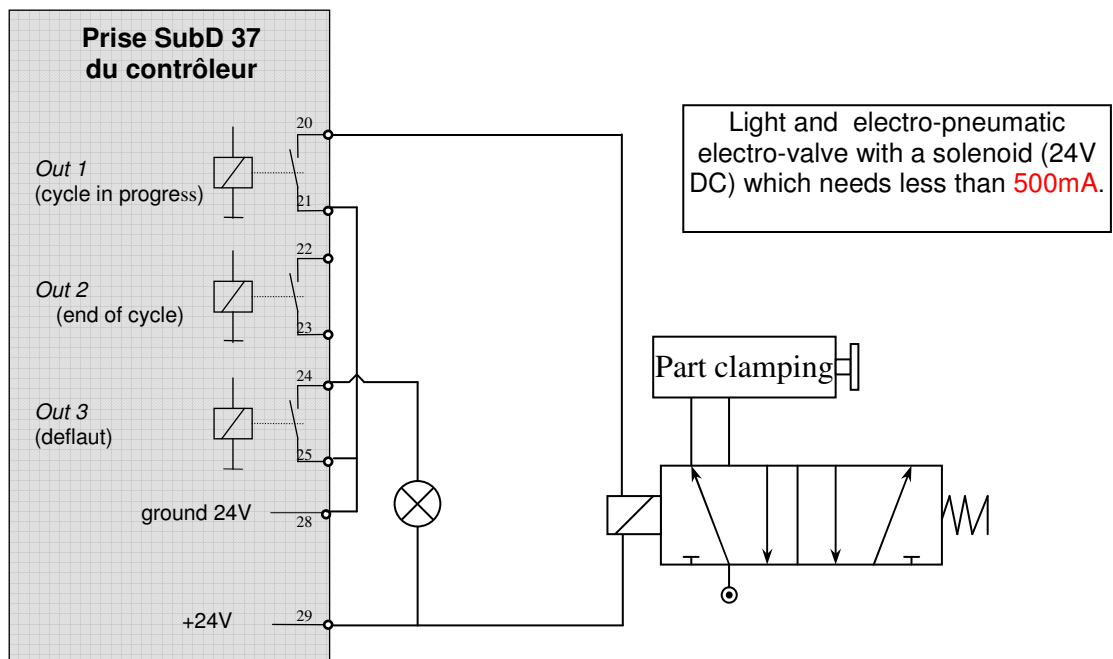 Prise SubD 37
du contrôleur
20
Out 1
(cycle in progress)
21
22
Out 2
(end of cycle)
23
24
Out 3
(deflaut)
25
ground 24V
28
+24V
29
Light and electro-pneumatic
electro-valve with a solenoid (24V
DC) which needs less than 500mA.
Part clamping